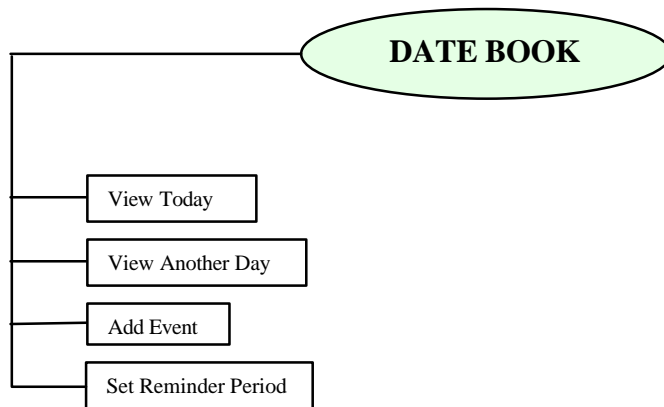 DATE BOOK
View Today
View Another Day
Add Event
Set Reminder Period